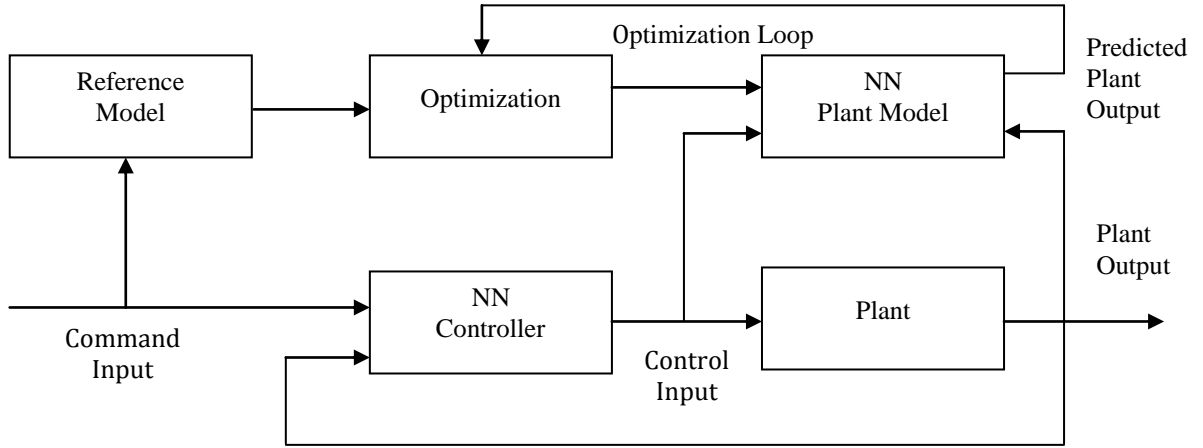 Optimization Loop
Predicted
Plant
Output
Reference
Model
Optimization
NN
Plant Model
Plant
Output
NN
Controller
Plant
Command
Input
Control
Input